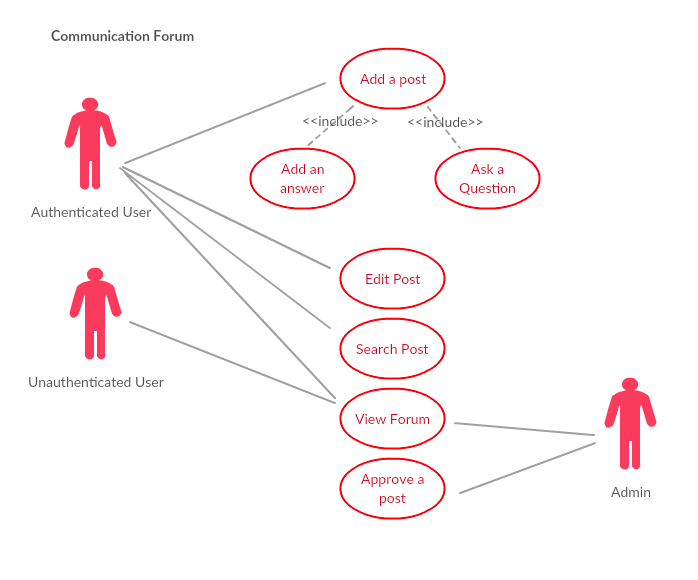 Communication Forum
Add a post
<<include>>
<<include>>
Add an
answer
Ask a
Question
Authenticated User
Edit Post
Search Post
Unauthenticated User
View Forum
Approve a
post
Admin